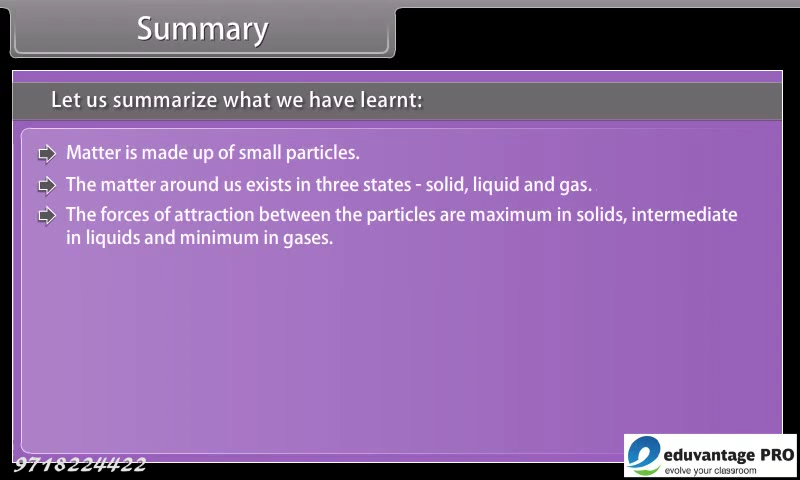 Summary
Let us summarize what we have learnt:
Matter is made up of small particles.
The matter around us exists in three states - solid, liquid and gas.
The forces of attraction between the particles are maximum in solids, intermediate
in liquids and minimum in gases.
9718224422
eduvantage PRO
evolve your classroom